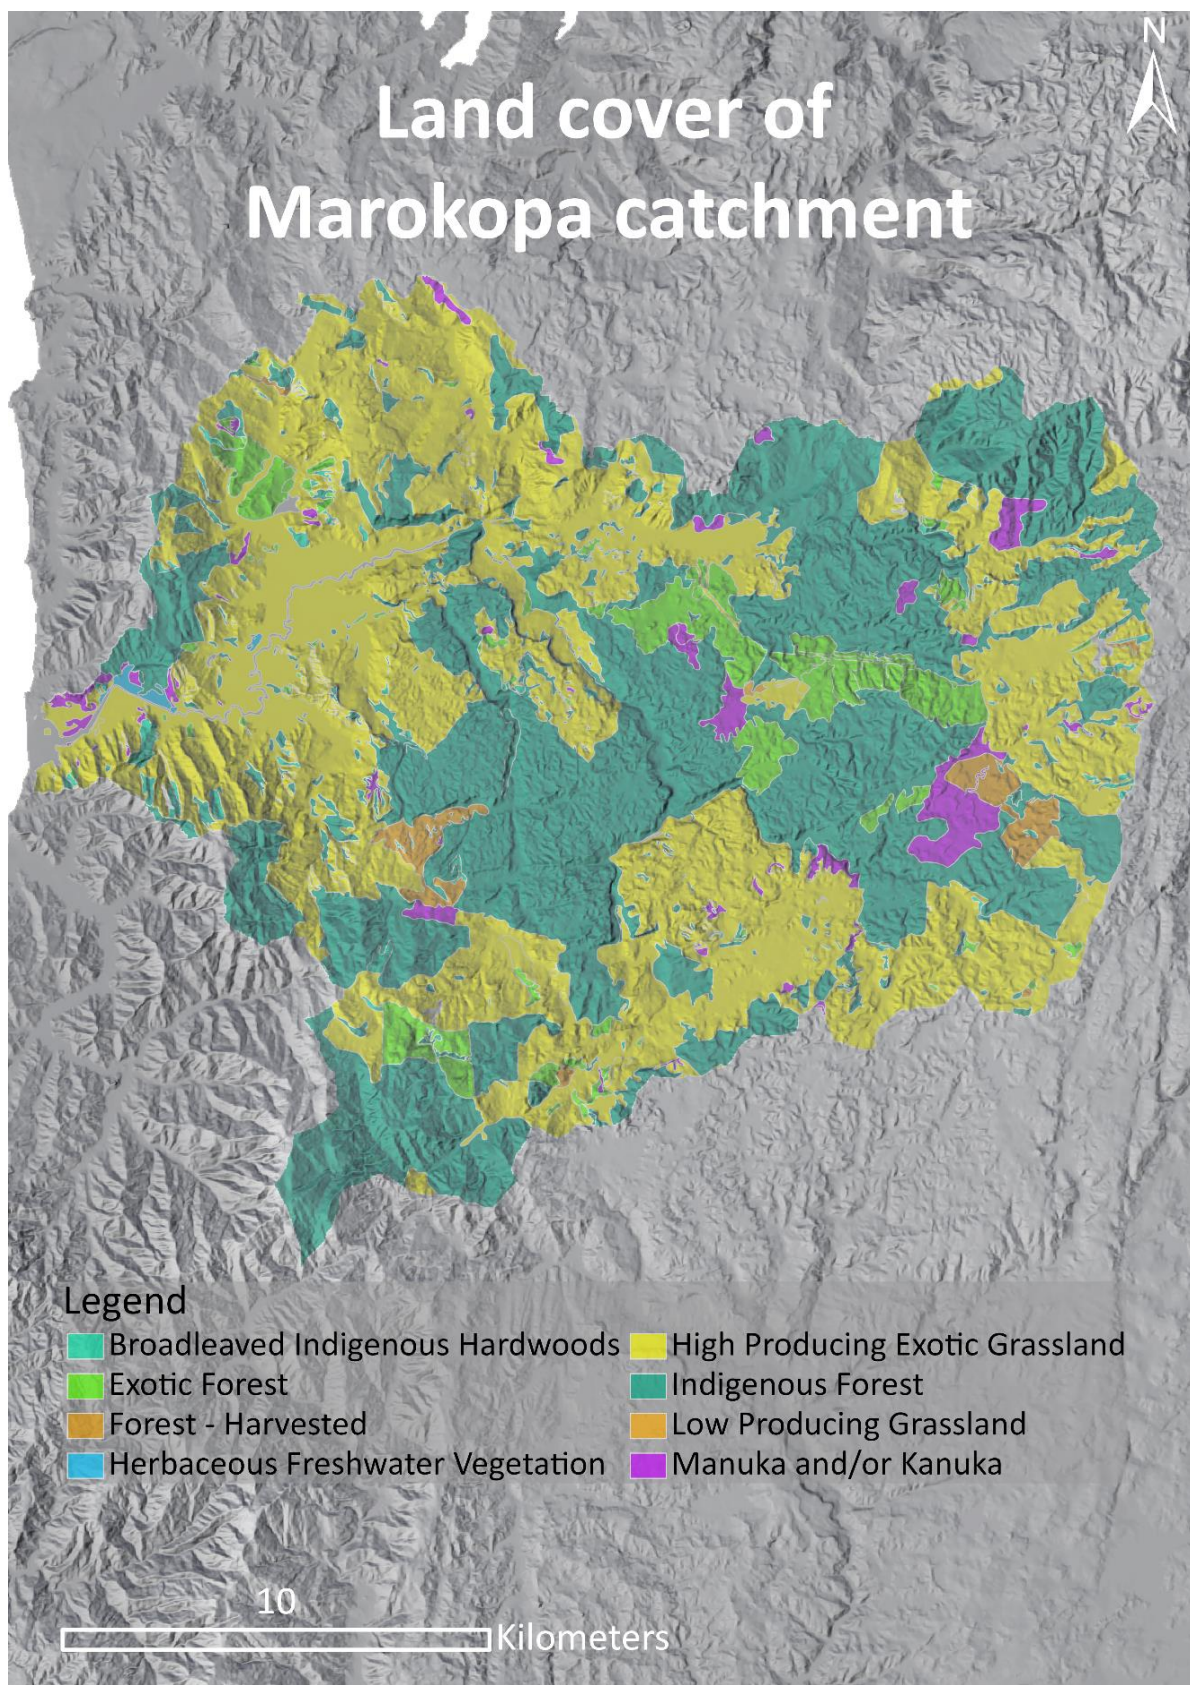 N
Land cover of
Marokopa catchment
Legend
Broadleaved Indigenous Hardwoods
Exotic Forest
Forest - Harvested
Herbaceous Freshwater Vegetation
High Producing Exotic Grassland
Indigenous Forest
Low Producing Grassland
Manuka and/or Kanuka
10
Kilometers